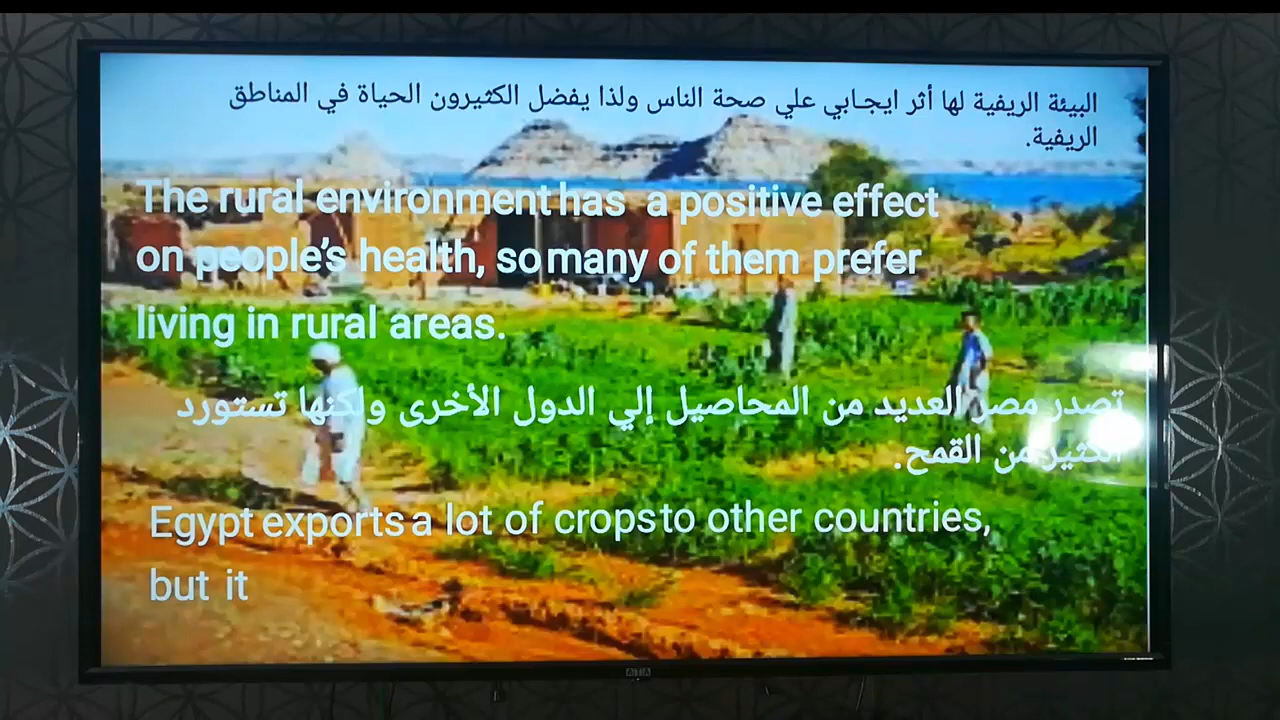 البيئة الريفية لها أثر ايجابي علي صحة الناس ولذا يفضل الكثيرون الحياة في المناطق
الريفية.
The rural environment has a positive effect
on people's health, so many of them prefer
living in rural areas.
تصدر مصر العديد من المحاصيل إلي الدول الأخرى ولكنها تستورد
الكثير من القمح.
Egypt exports a lot of crops to other countries,
but it
ATA